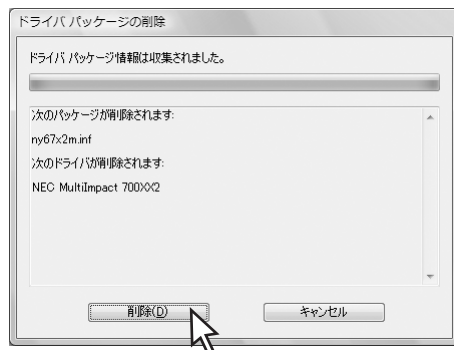 ドライバ パッケージの削除
ドライバ パッケージ情報は収集されました。
次のパッケージが削除されます:
ny67x2m.inf
次のドライバが削除されます:
NEC MultiImpact 700XX2
削除(D)
キャンセル